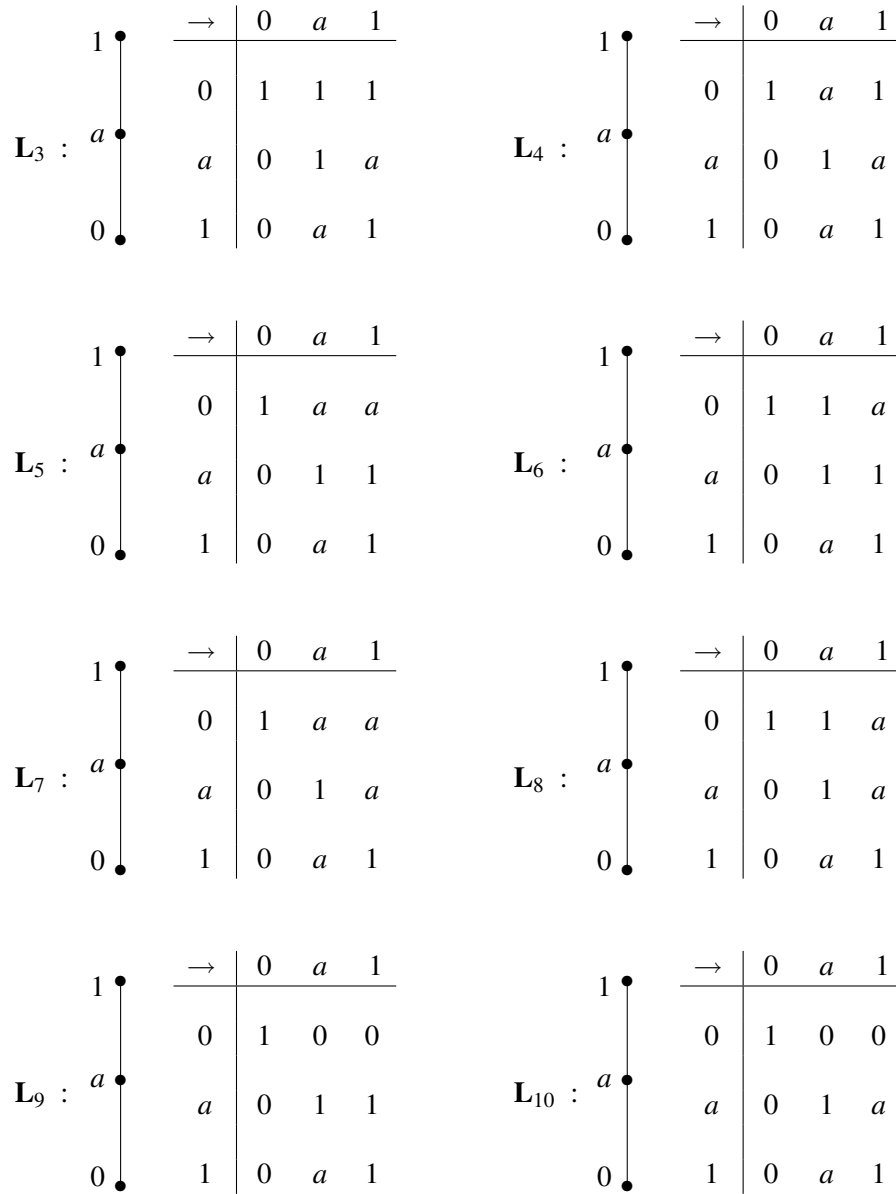 → 0 a 1
1
0 1 1 1
L₃ : a
a 0 1 a
0
1 0 a 1
→ 0 a 1
1
0 1 a 1
L₄ : a
a 0 1 a
0
1 0 a 1
→ 0 a 1
1
0 1 a a
L₅ : a
a 0 1 1
0
1 0 a 1
→ 0 a 1
1
0 1 1 a
L₆ : a
a 0 1 1
0
1 0 a 1
→ 0 a 1
1
0 1 a a
L₇ : a
a 0 1 a
0
1 0 a 1
→ 0 a 1
1
0 1 1 a
L₈ : a
a 0 1 a
0
1 0 a 1
→ 0 a 1
1
0 1 0 0
L₉ : a
a 0 1 1
0
1 0 a 1
→ 0 a 1
1
0 1 0 0
L₁₀ : a
a 0 1 a
0
1 0 a 1